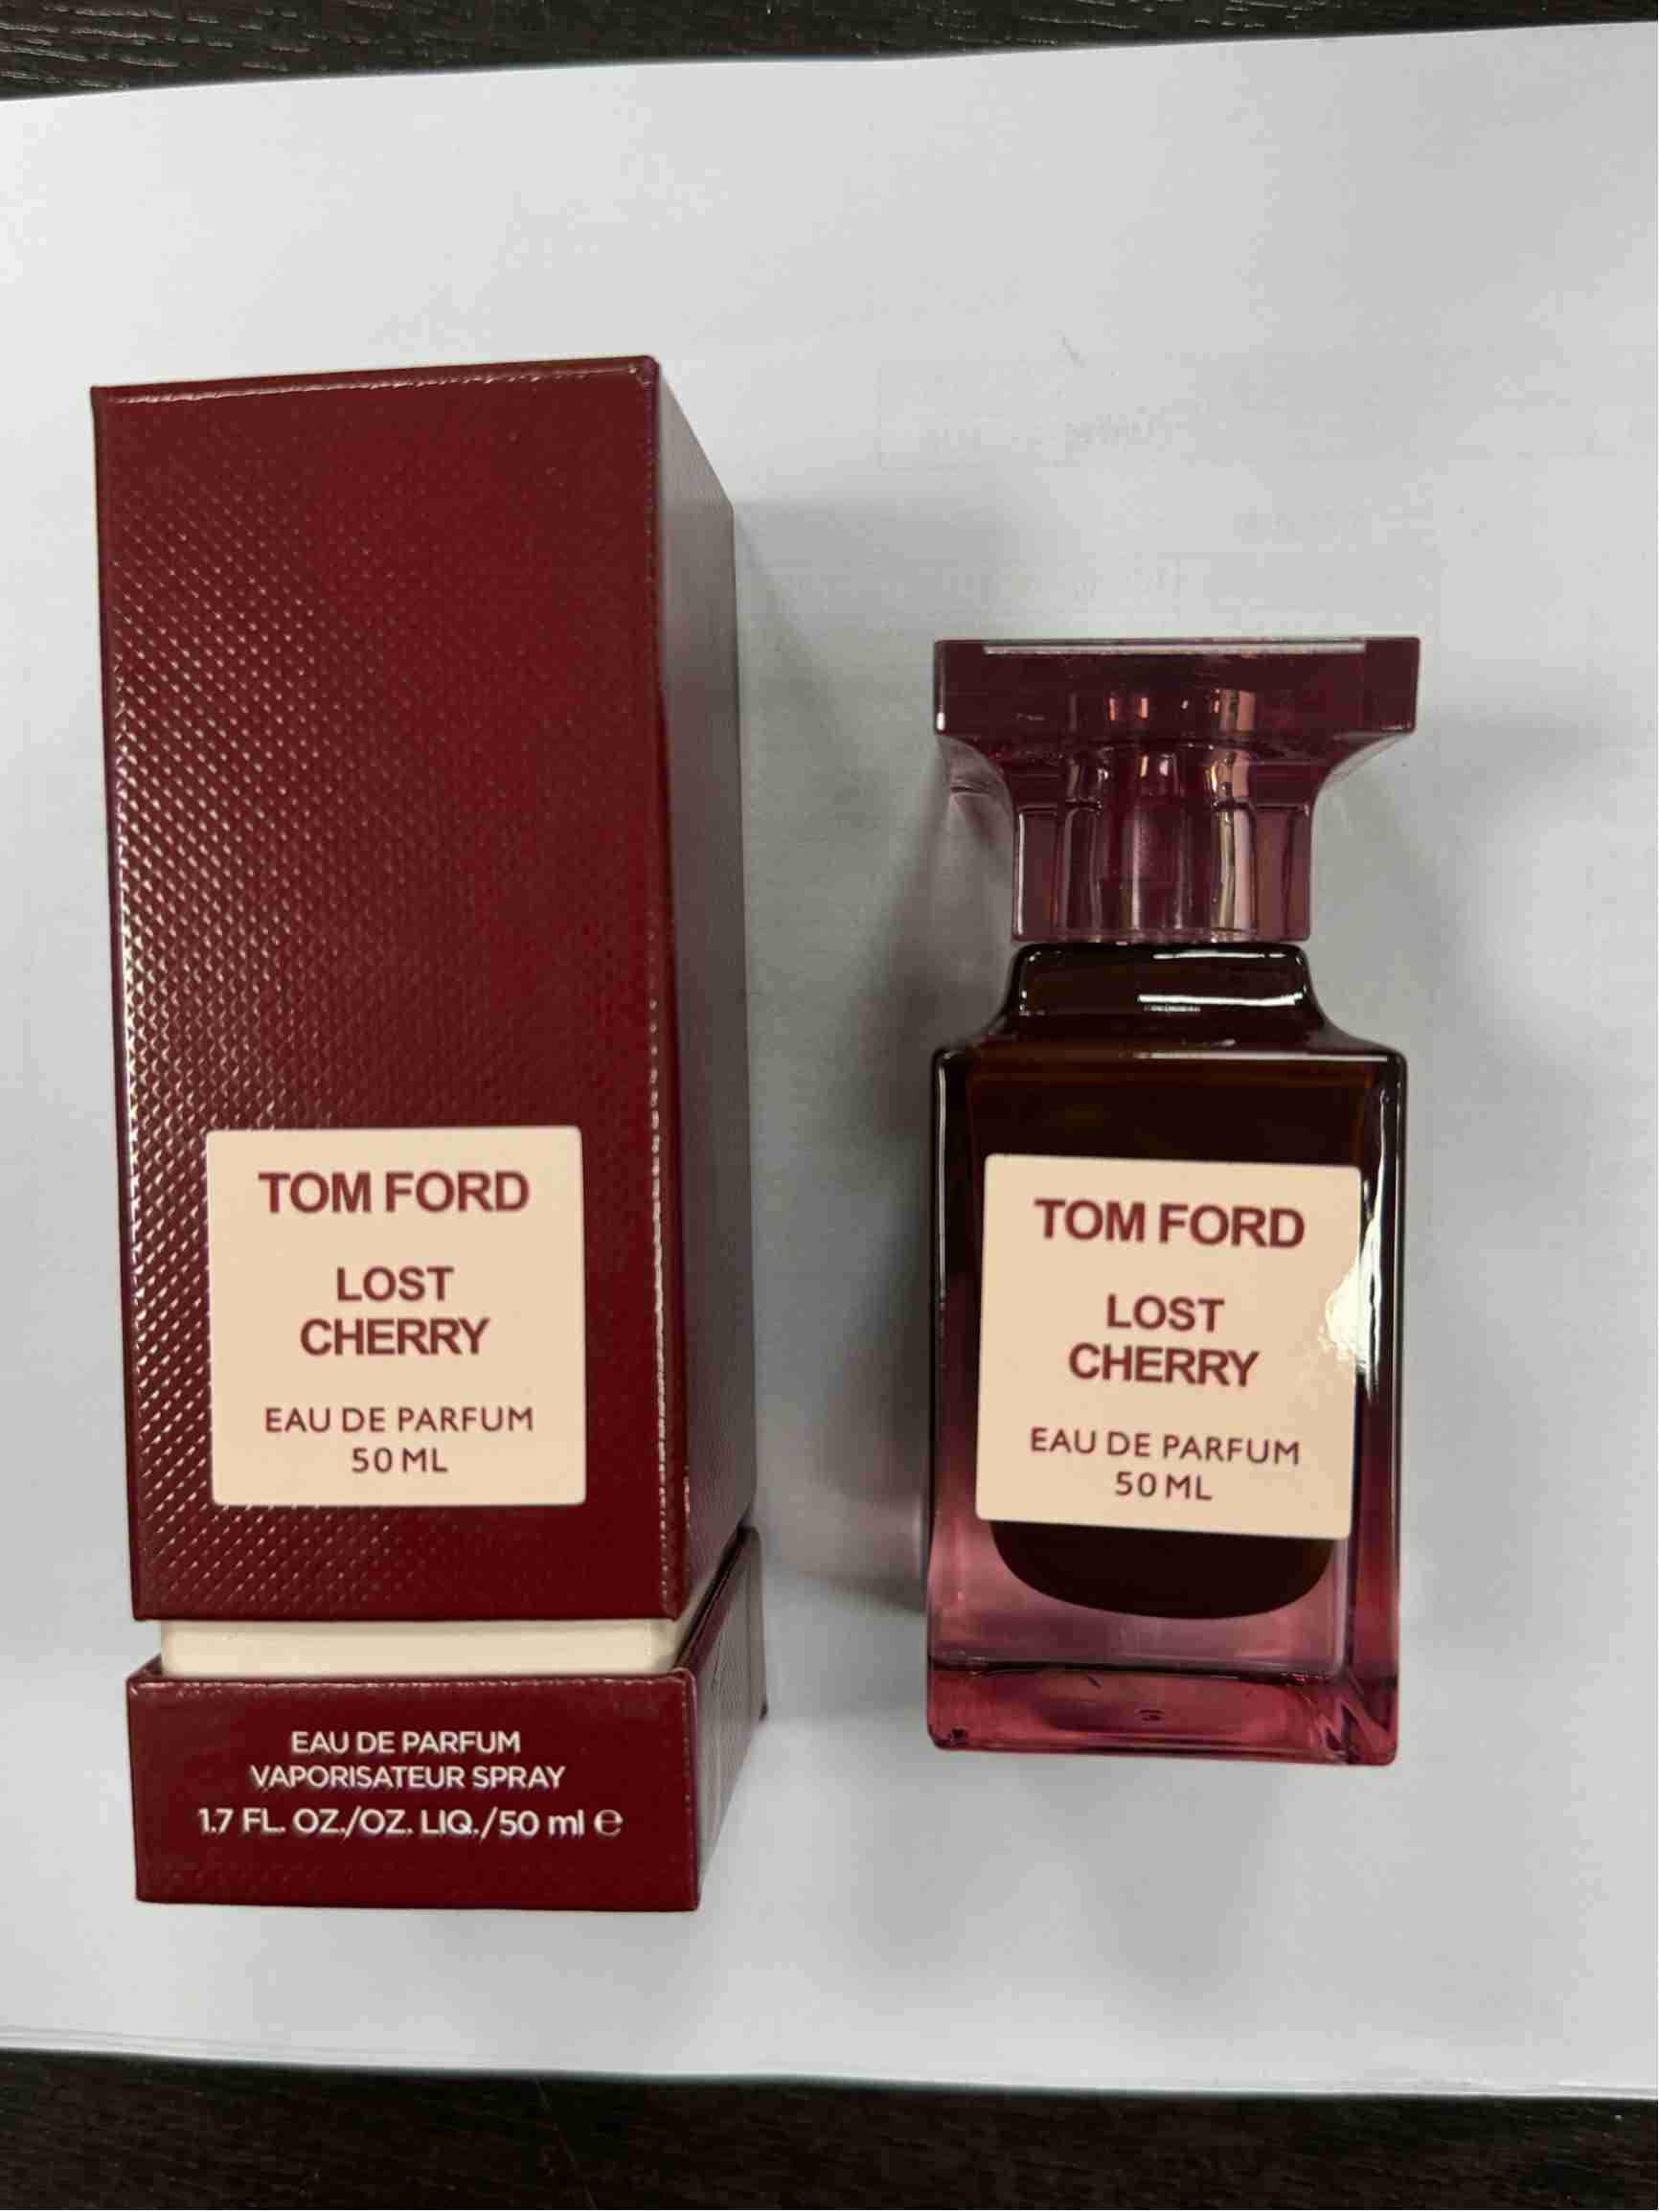 TOM FORD
LOST
CHERRY
EAU DE PARFUM
50 ML
EAU DE PARFUM
VAPORISATEUR SPRAY
1.7 FL. OZ./OZ. LIQ./50 ml ℮
TOM FORD
LOST
CHERRY
EAU DE PARFUM
50 ML